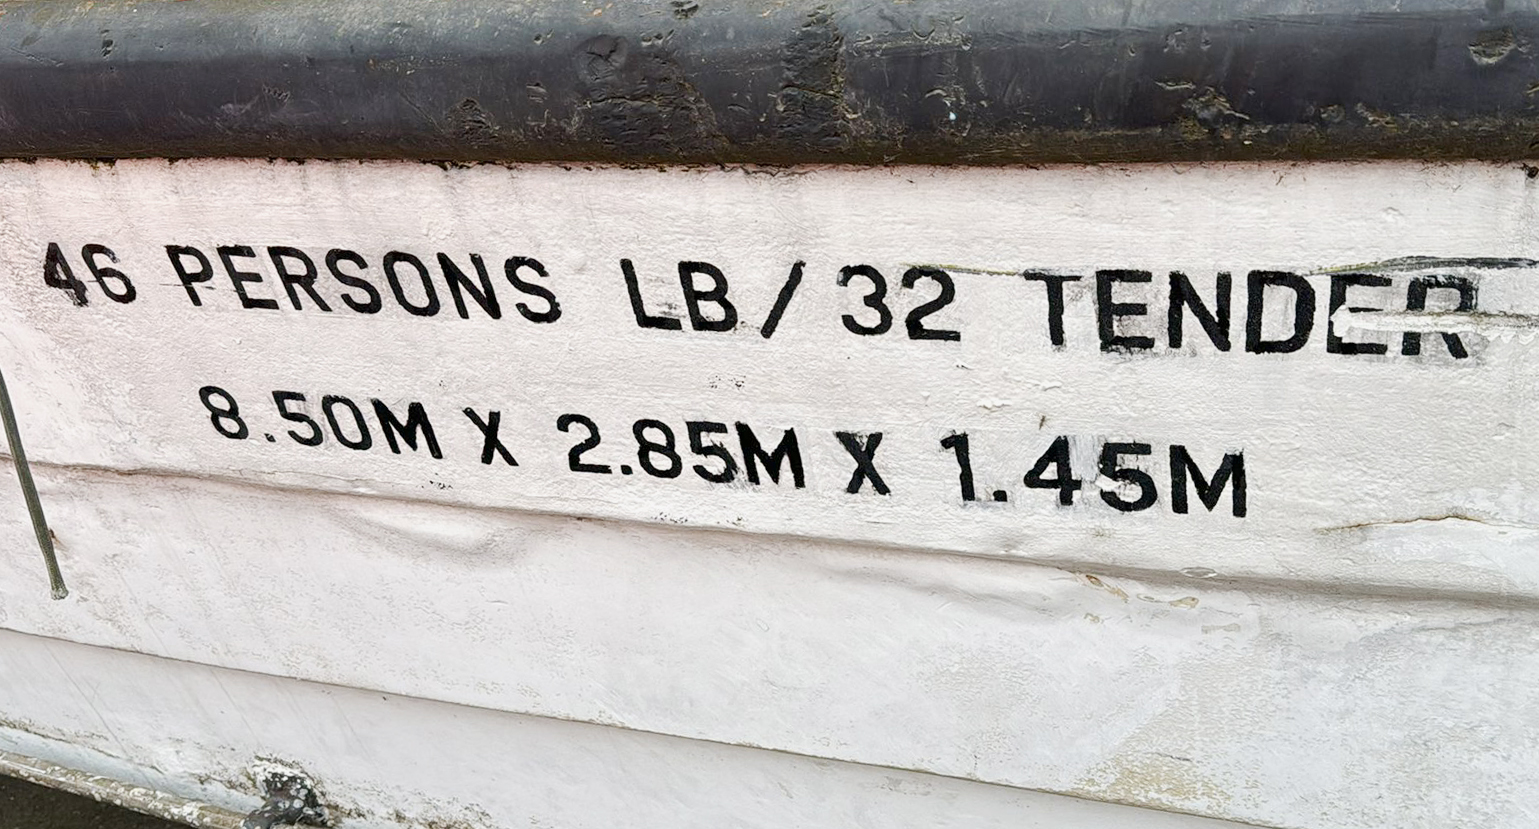 46 PERSONS LB/32 TENDER
8.50M X 2.85M X 1.45M